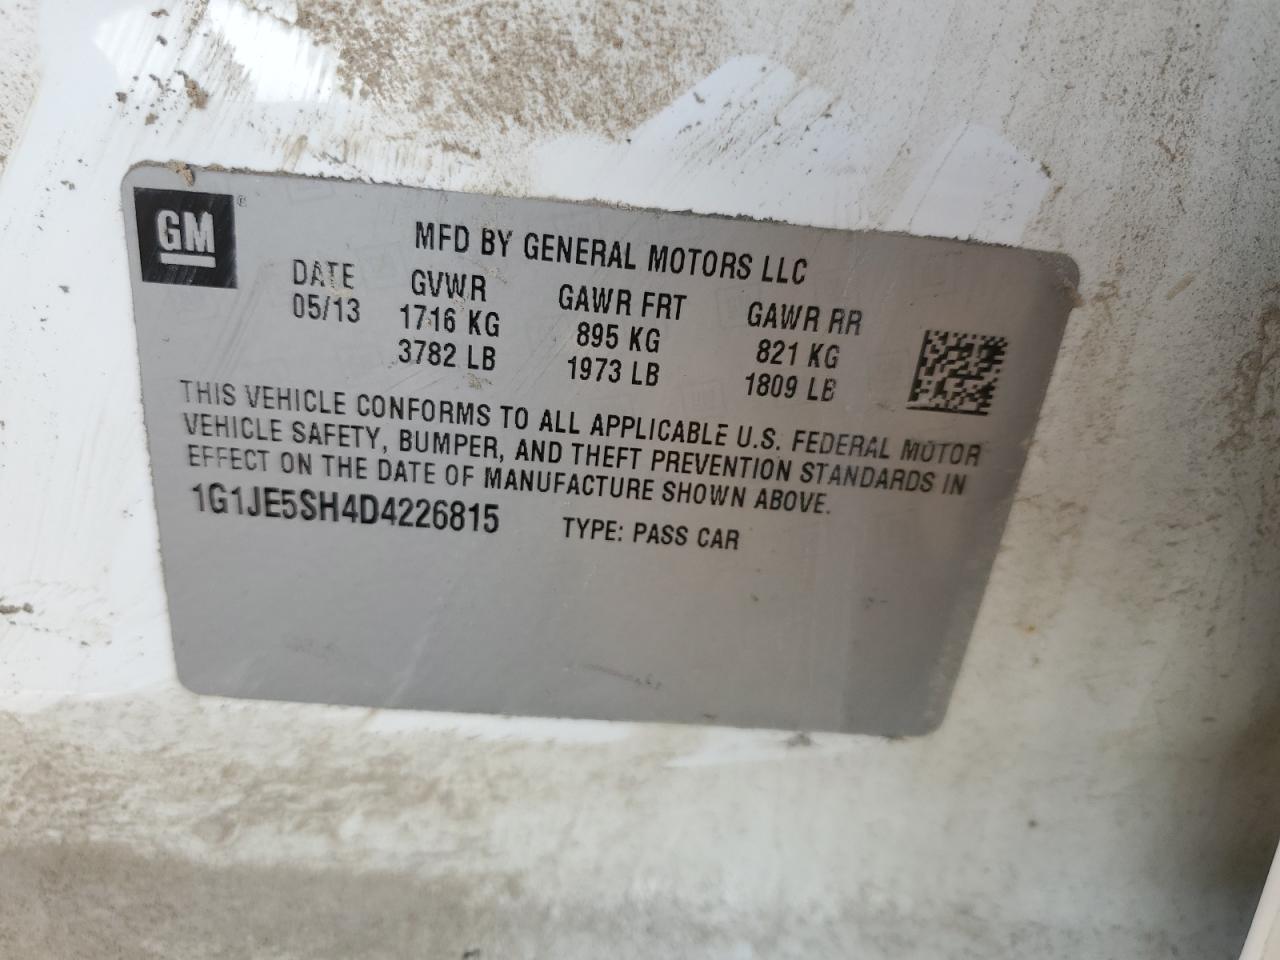 GM®
MFD BY GENERAL MOTORS LLC
DATE GVWR GAWR FRT GAWR RR
05/13 1716 KG 895 KG 821 KG
3782 LB 1973 LB 1809 LB
THIS VEHICLE CONFORMS TO ALL APPLICABLE U.S. FEDERAL MOTOR
VEHICLE SAFETY, BUMPER, AND THEFT PREVENTION STANDARDS IN
EFFECT ON THE DATE OF MANUFACTURE SHOWN ABOVE.
1G1JE5SH4D4226815 TYPE: PASS CAR